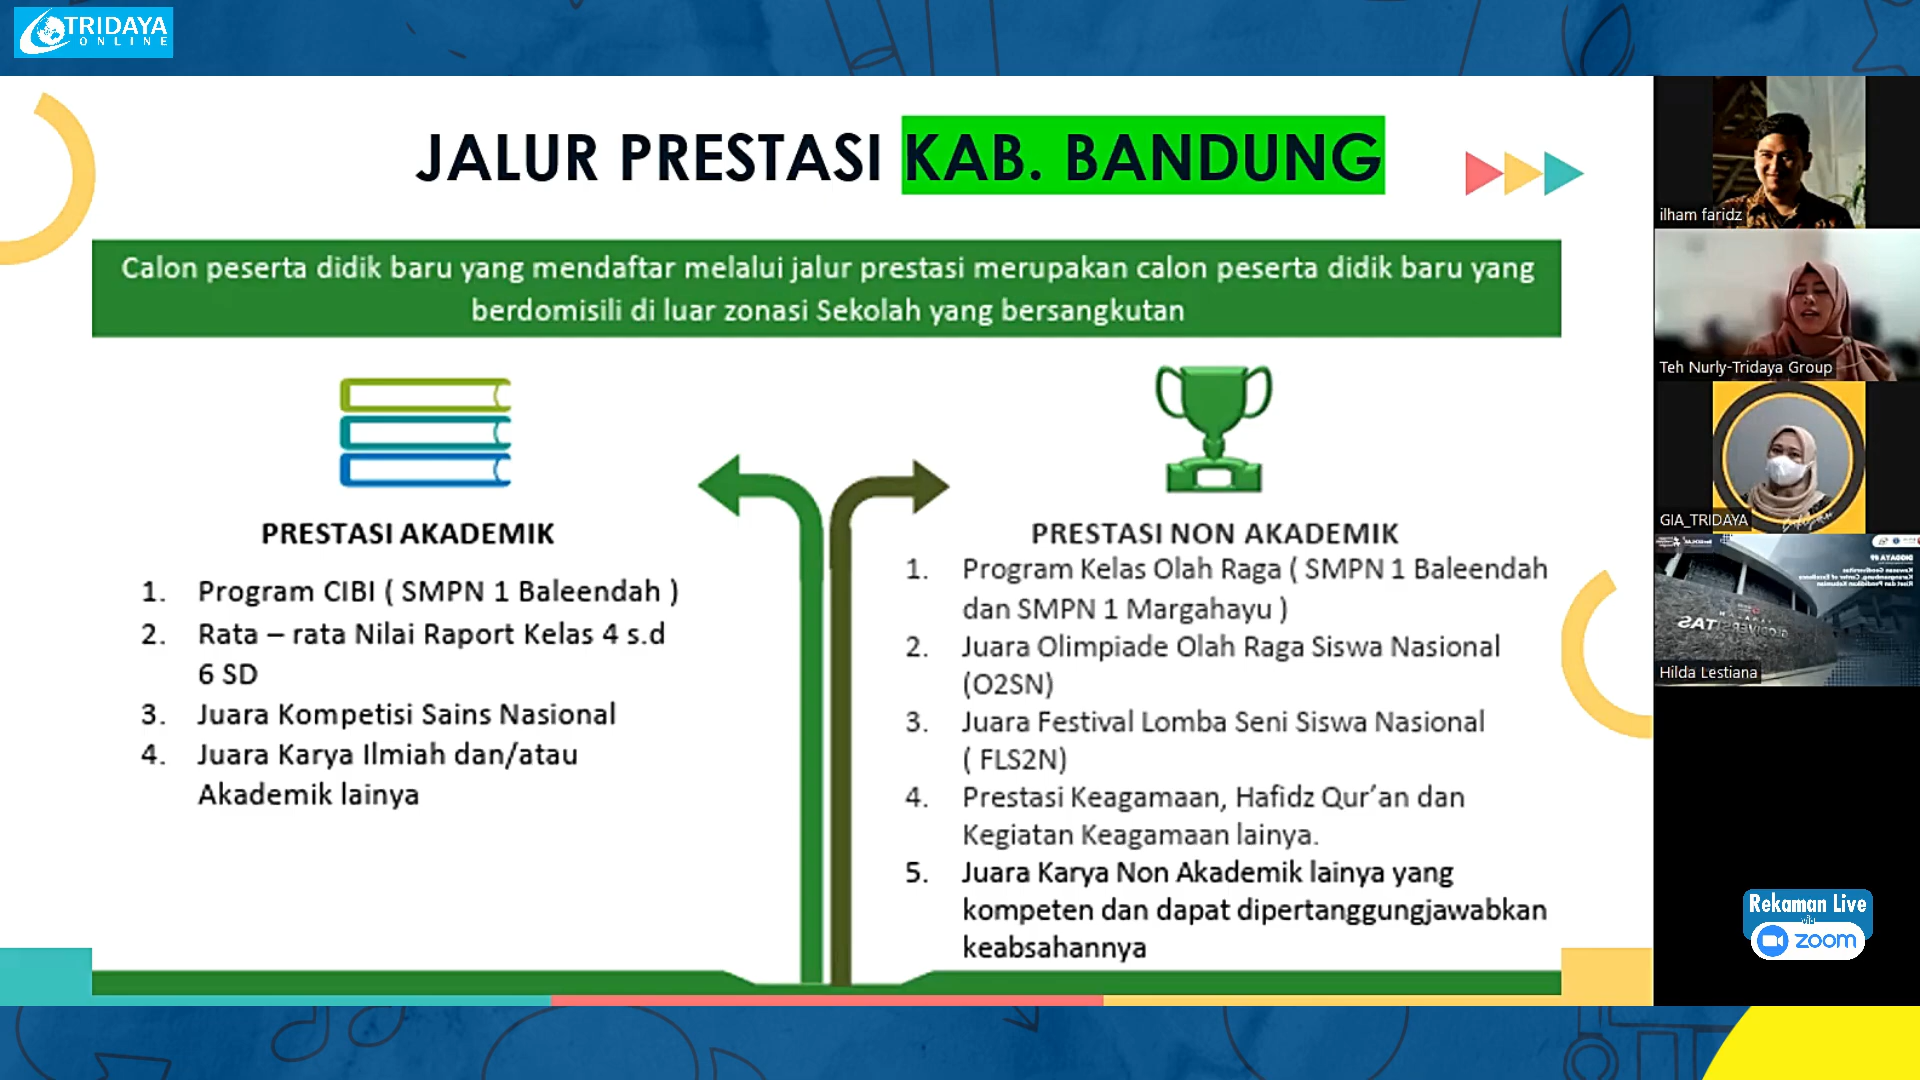 TRIDAYA
ONLINE
JALUR PRESTASI KAB. BANDUNG
Calon peserta didik baru yang mendaftar melalui jalur prestasi merupakan calon peserta didik baru yang
berdomisili di luar zonasi Sekolah yang bersangkutan
PRESTASI AKADEMIK
1. Program CIBI ( SMPN 1 Baleendah )
2. Rata – rata Nilai Raport Kelas 4 s.d
6 SD
3. Juara Kompetisi Sains Nasional
4. Juara Karya Ilmiah dan/atau
Akademik lainya
PRESTASI NON AKADEMIK
1. Program Kelas Olah Raga ( SMPN 1 Baleendah
dan SMPN 1 Margahayu )
2. Juara Olimpiade Olah Raga Siswa Nasional
(O2SN)
3. Juara Festival Lomba Seni Siswa Nasional
( FLS2N)
4. Prestasi Keagamaan, Hafidz Qur’an dan
Kegiatan Keagamaan lainya.
5. Juara Karya Non Akademik lainya yang
kompeten dan dapat dipertanggungjawabkan
keabsahannya
ilham faridz
Teh Nurly-Tridaya Group
GIA_TRIDAYA
Hilda Lestiana
Rekaman Live
zoom